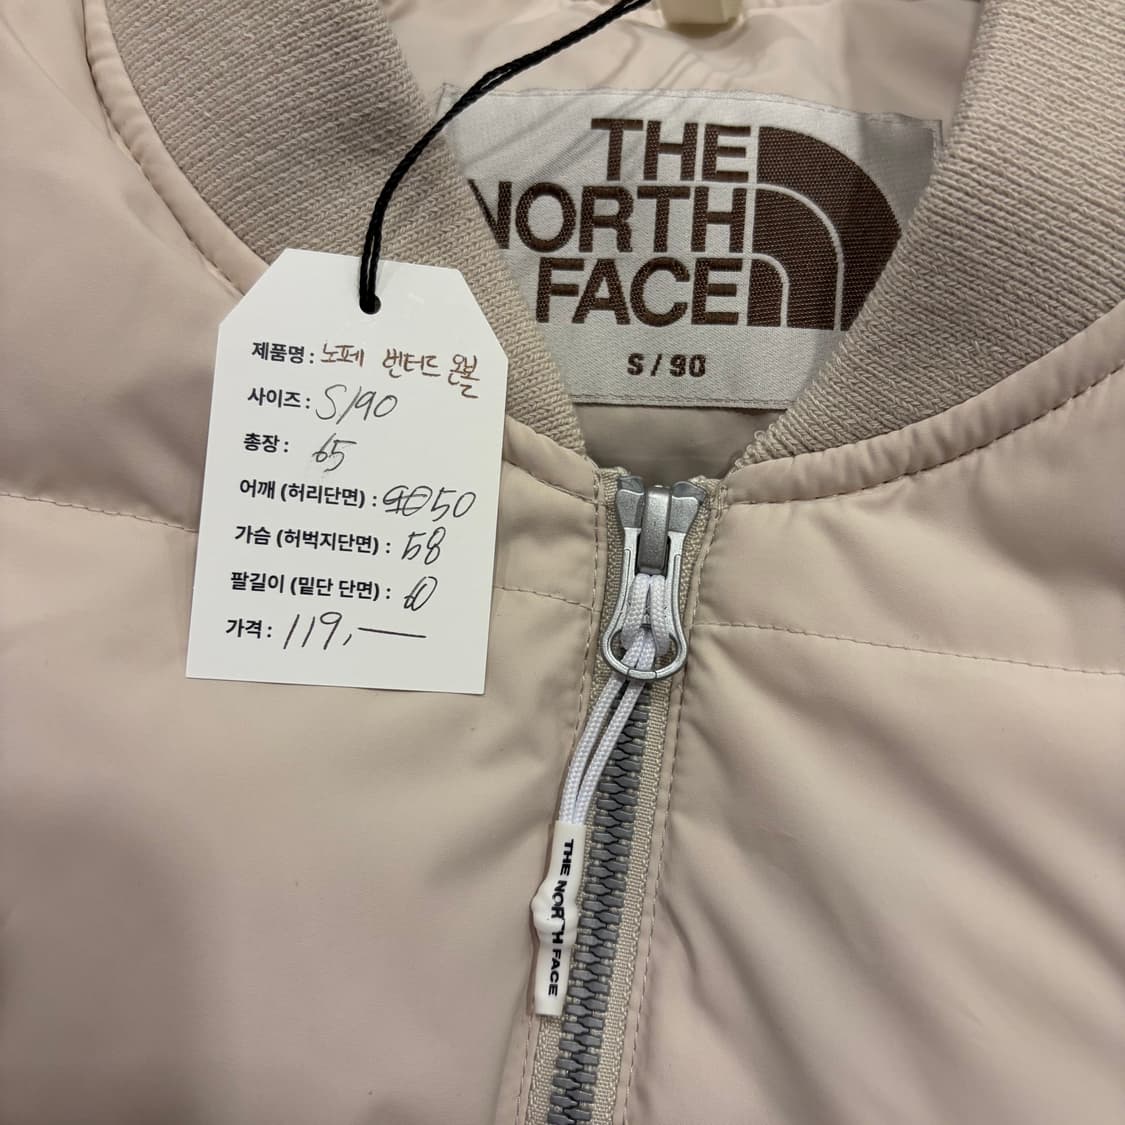 THE
NORTH
FACE
S / 90
제품명 : 노페 벤터드 온볼
사이즈 : S/90
총장 : 65
어깨 (허리단면) : 50
가슴 (허벅지단면) : 58
팔길이 (밑단 단면) : 60
가격 : 119,—
THE NORTH FACE